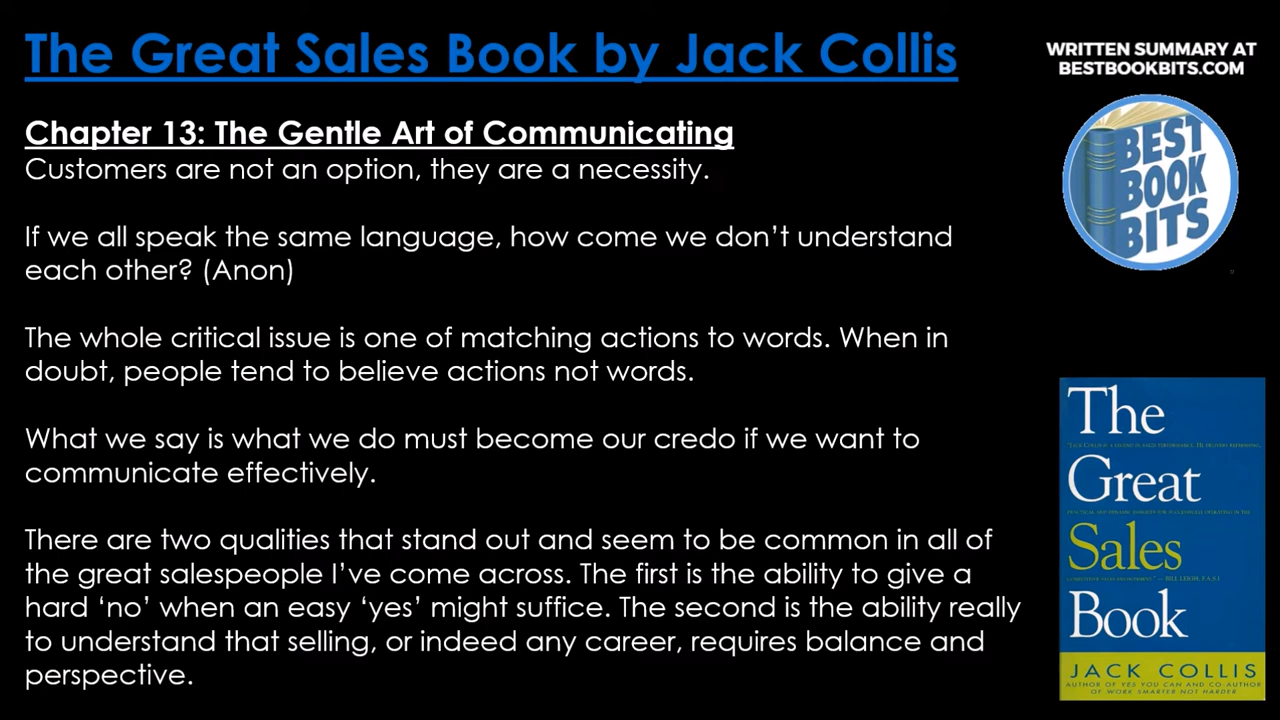 The Great Sales Book by Jack Collis
WRITTEN SUMMARY AT
BESTBOOKBITS.COM
Chapter 13: The Gentle Art of Communicating
Customers are not an option, they are a necessity.
If we all speak the same language, how come we don't understand
each other? (Anon)
The whole critical issue is one of matching actions to words. When in
doubt, people tend to believe actions not words.
What we say is what we do must become our credo if we want to
communicate effectively.
There are two qualities that stand out and seem to be common in all of
the great salespeople I've come across. The first is the ability to give a
hard 'no' when an easy 'yes' might suffice. The second is the ability really
to understand that selling, or indeed any career, requires balance and
perspective.
BEST
BOOK
BITS
The
Great
Sales
— BILL LEIGH, F.A.S.I.
Book
JACK COLLIS
AUTHOR OF YES YOU CAN AND CO-AUTHOR
OF WORK SMARTER NOT HARDER